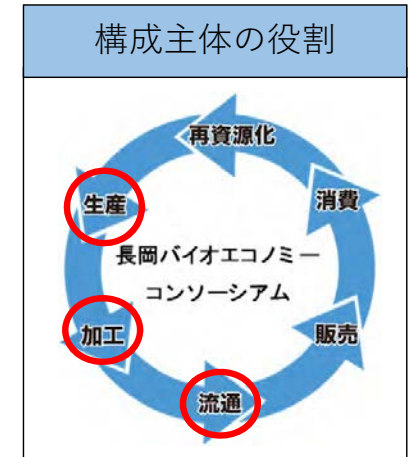 構成主体の役割
再資源化
生産
消費
長岡バイオエコノミー
コンソーシアム
加工
販売
流通